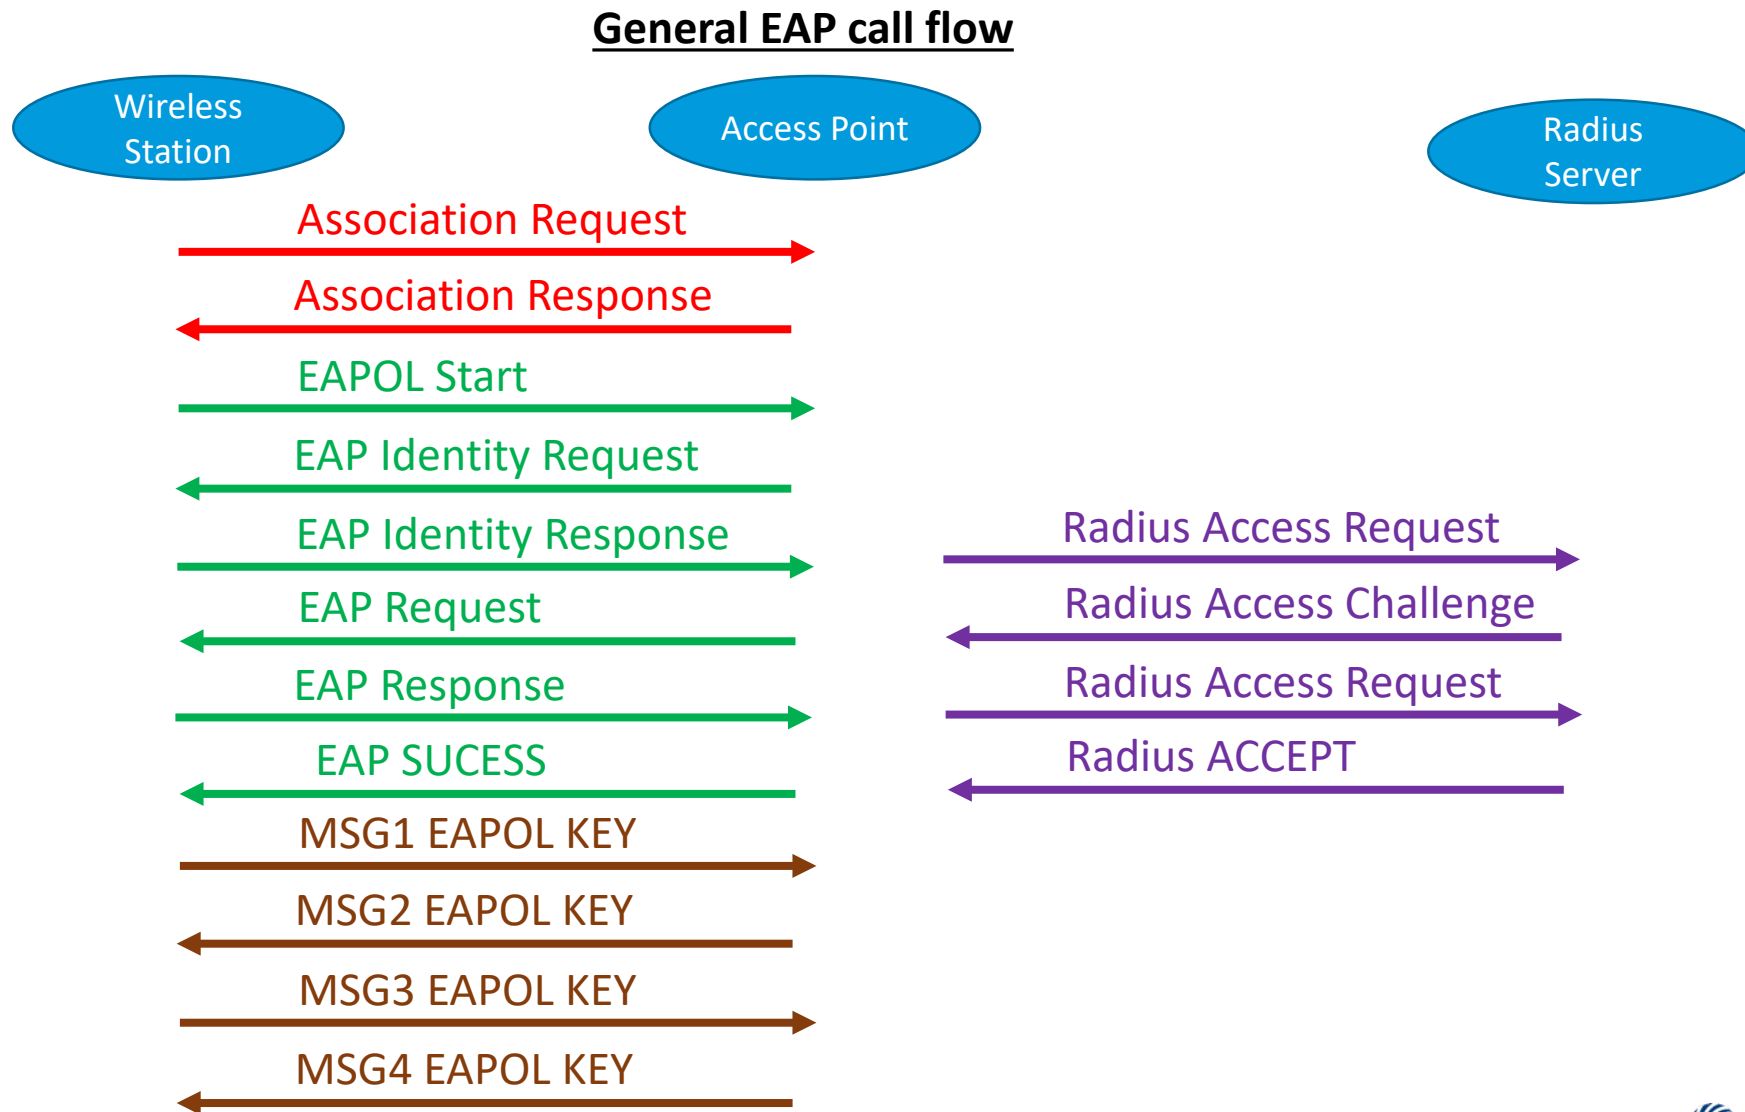 General EAP call flow
Wireless
Station
Access Point
Radius
Server
Association Request
Association Response
EAPOL Start
EAP Identity Request
EAP Identity Response
Radius Access Request
EAP Request
Radius Access Challenge
EAP Response
Radius Access Request
EAP SUCESS
Radius ACCEPT
MSG1 EAPOL KEY
MSG2 EAPOL KEY
MSG3 EAPOL KEY
MSG4 EAPOL KEY